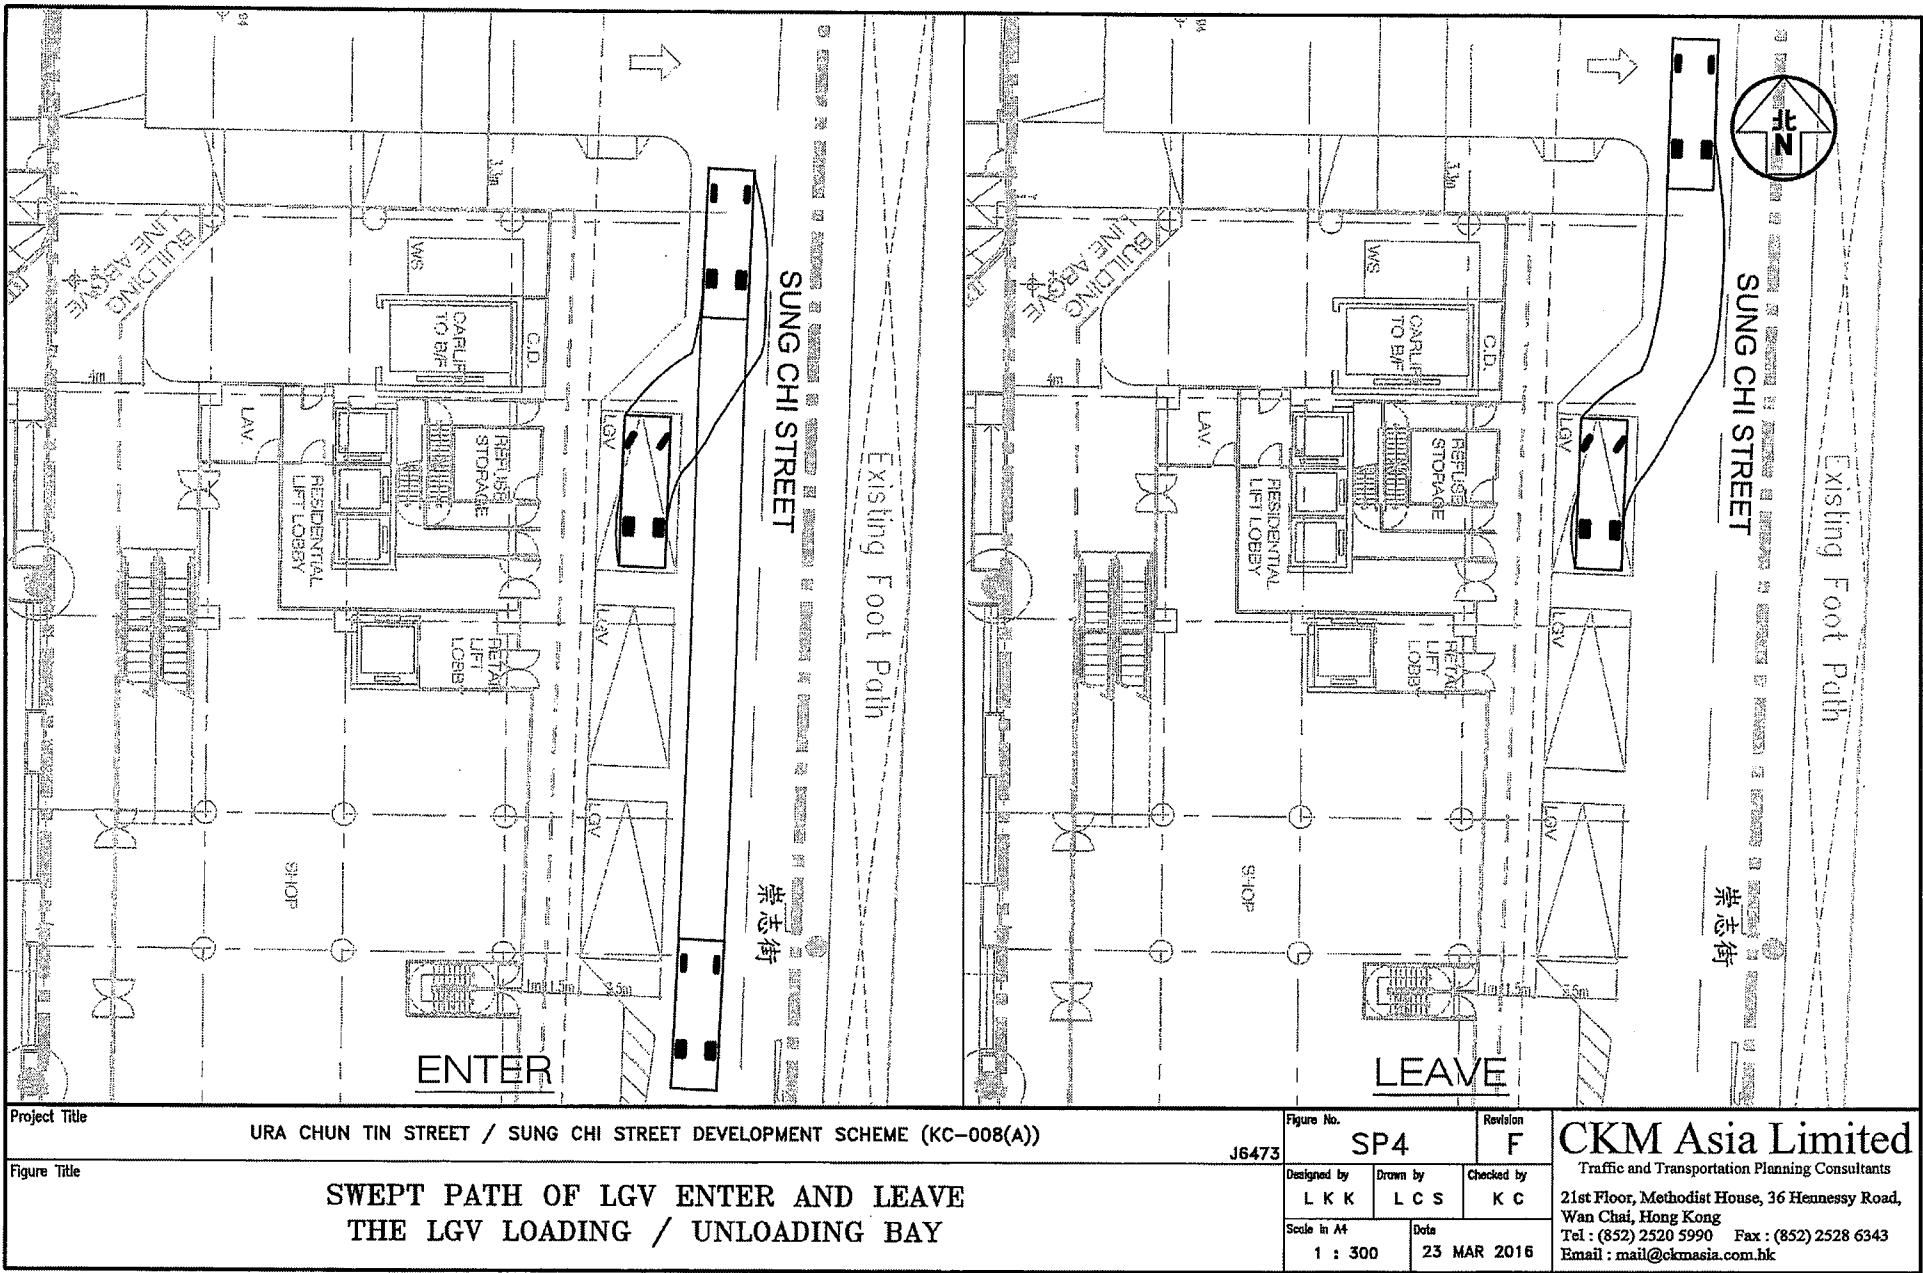 3.3m
BUILDING
LINE ABOVE
WS
CARLIFT
TO B/F
C.D.
4m
LAV.
RESIDENTIAL
LIFT LOBBY
REFUSE
STORAGE
LGV
LGV
LGV
RETAIL
LIFT
LOBBY
SHOP
1m
1.5m
3.5m
SUNG CHI STREET
崇志街
Existing Foot Path
ENTER
3.3m
BUILDING
LINE ABOVE
WS
CARLIFT
TO B/F
C.D.
4m
LAV.
RESIDENTIAL
LIFT LOBBY
REFUSE
STORAGE
LGV
LGV
LGV
RETAIL
LIFT
LOBBY
SHOP
1m
1.5m
3.5m
SUNG CHI STREET
崇志街
Existing Foot Path
北
N
LEAVE
Project Title
URA CHUN TIN STREET / SUNG CHI STREET DEVELOPMENT SCHEME (KC-008(A))
J6473
Figure Title
SWEPT PATH OF LGV ENTER AND LEAVE
THE LGV LOADING / UNLOADING BAY
Figure No.
SP4
Revision
F
Designed by
L K K
Drawn by
L C S
Checked by
K C
Scale in A4
1 : 300
Date
23 MAR 2016
CKM Asia Limited
Traffic and Transportation Planning Consultants
21st Floor, Methodist House, 36 Hennessy Road,
Wan Chai, Hong Kong
Tel : (852) 2520 5990 Fax : (852) 2528 6343
Email : mail@ckmasia.com.hk